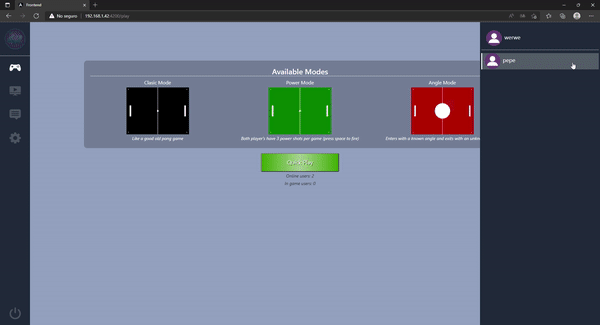 Frontend
No seguro
192.168.1.42:4200/play
werwe
pepe
Available Modes
Clasic Mode
Power Mode
Angle Mode
Like a good old pong game
Both player's have 3 power shots per game (press space to fire)
Enters with a known angle and exits with an unkn
Quick Play
Online users: 2
In game users: 0